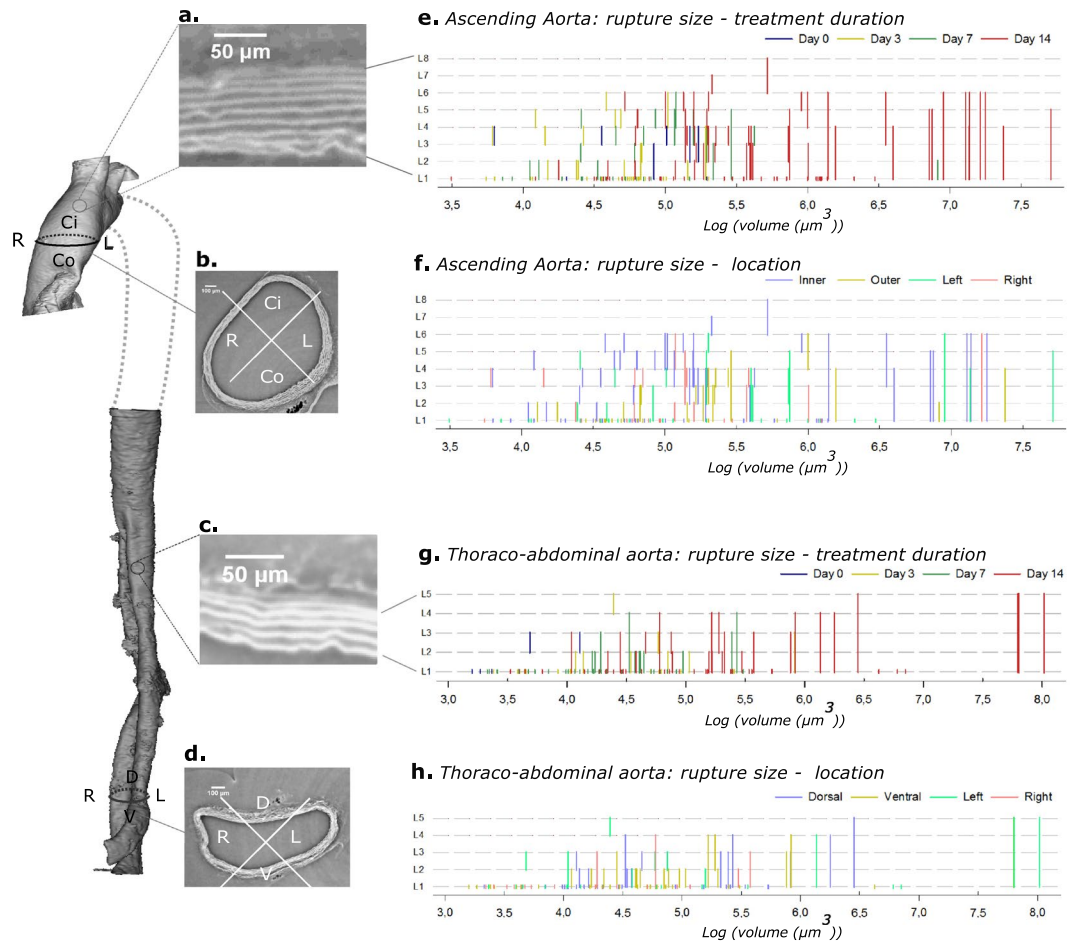 a.
50 µm
Ci
R
L
Co
b.
100 µm
Ci
R
L
Co
c.
50 µm
D
R
L
V
d.
100 µm
D
R
L
V
e. Ascending Aorta: rupture size - treatment duration
Day 0 Day 3 Day 7 Day 14
L8
L7
L6
L5
L4
L3
L2
L1
3,5 4,0 4,5 5,0 5,5 6,0 6,5 7,0 7,5
Log (volume (µm³))
f. Ascending Aorta: rupture size - location
Inner Outer Left Right
L8
L7
L6
L5
L4
L3
L2
L1
3,5 4,0 4,5 5,0 5,5 6,0 6,5 7,0 7,5
Log (volume (µm³))
g. Thoraco-abdominal aorta: rupture size - treatment duration
Day 0 Day 3 Day 7 Day 14
L5
L4
L3
L2
L1
3,0 3,5 4,0 4,5 5,0 5,5 6,0 6,5 7,0 7,5 8,0
Log (volume (µm³))
h. Thoraco-abdominal aorta: rupture size - location
Dorsal Ventral Left Right
L5
L4
L3
L2
L1
3,0 3,5 4,0 4,5 5,0 5,5 6,0 6,5 7,0 7,5 8,0
Log (volume (µm³))